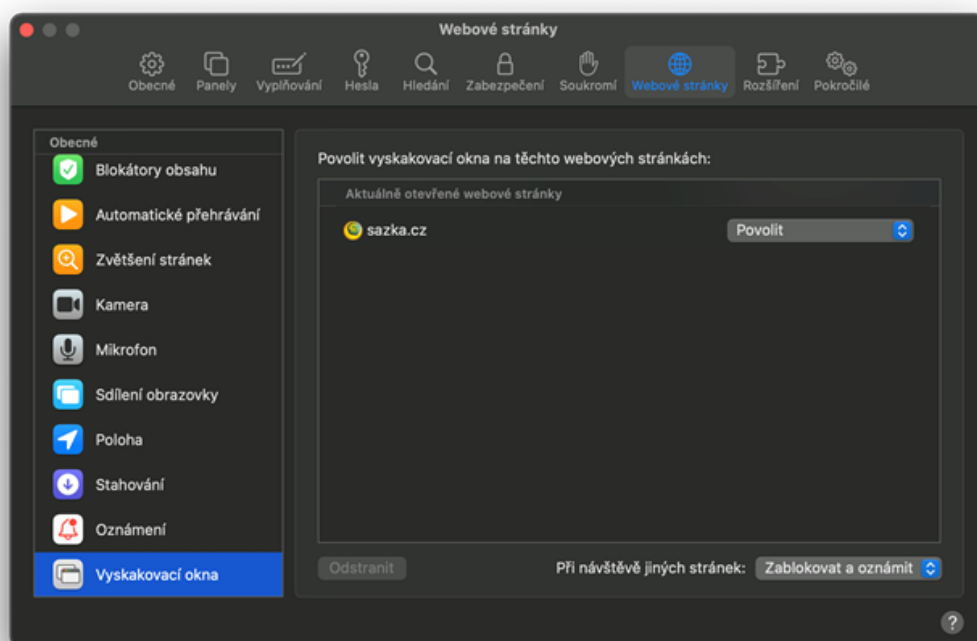 Webové stránky
Obecné Panely Vyplňování Hesla Hledání Zabezpečení Soukromí Webové stránky Rozšíření Pokročilé
Obecné
Blokátory obsahu
Automatické přehrávání
Zvětšení stránek
Kamera
Mikrofon
Sdílení obrazovky
Poloha
Stahování
Oznámení
Vyskakovací okna
Povolit vyskakovací okna na těchto webových stránkách:
Aktuálně otevřené webové stránky
sazka.cz Povolit
Odstranit Při návštěvě jiných stránek: Zablokovat a oznámit
?